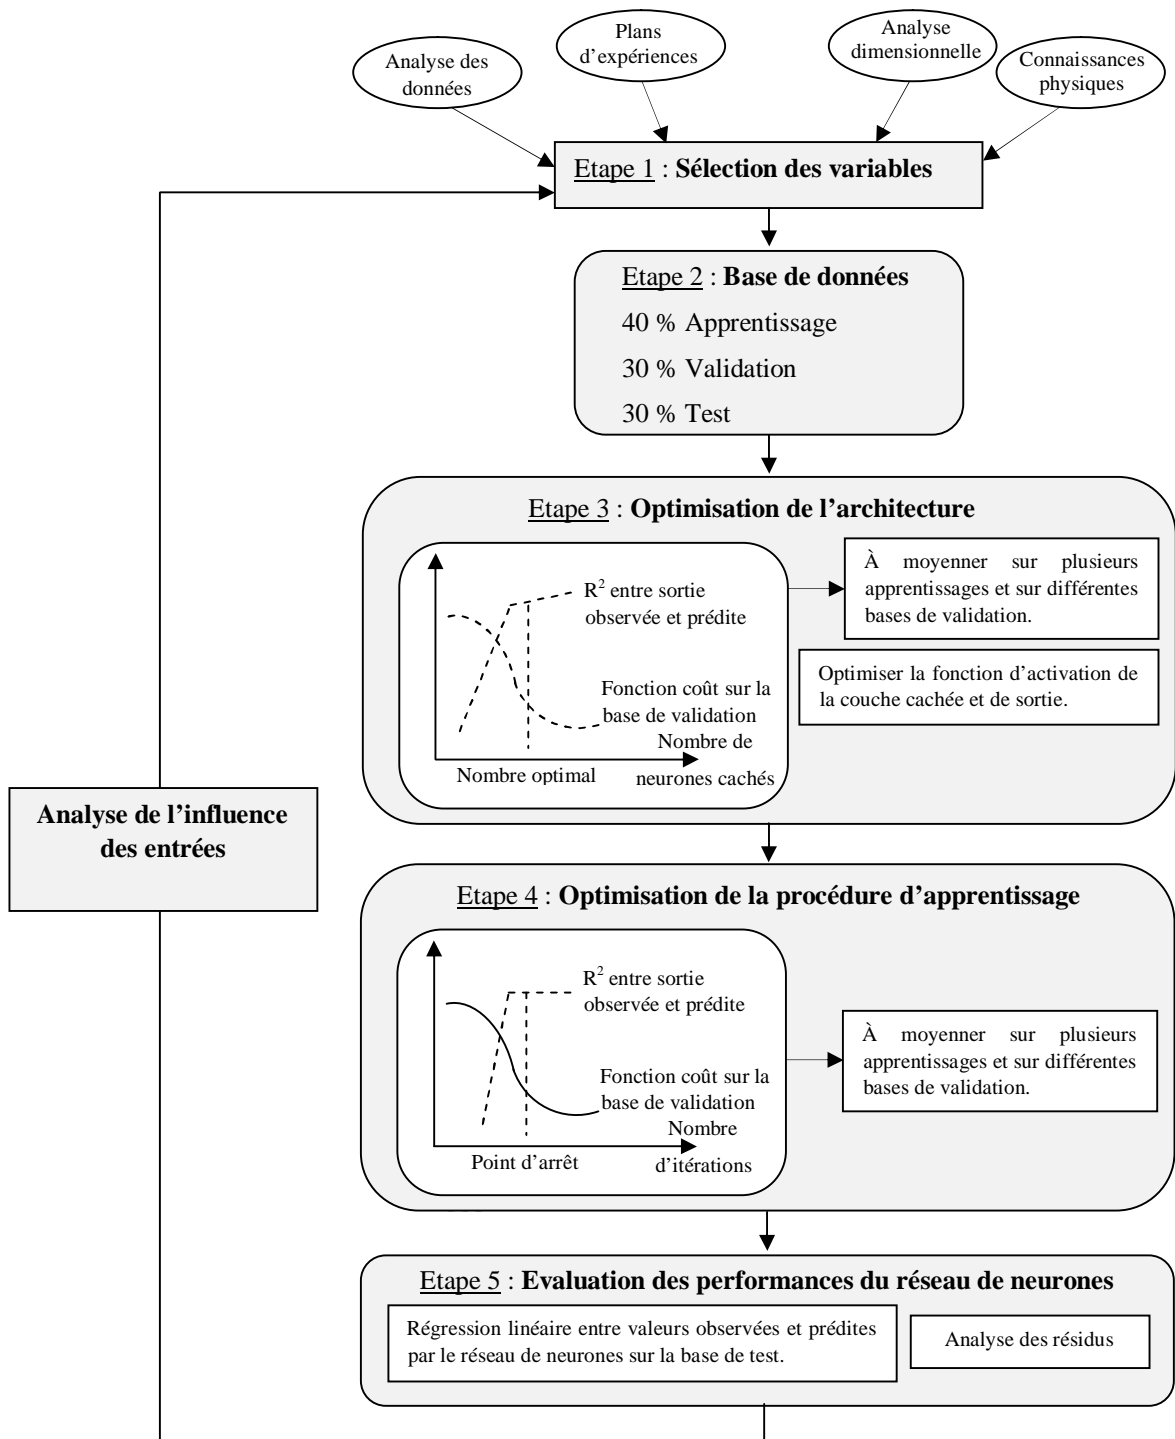 Analyse des
données
Plans
d'expériences
Analyse
dimensionnelle
Connaissances
physiques
Etape 1 : Sélection des variables
Etape 2 : Base de données
40 % Apprentissage
30 % Validation
30 % Test
Etape 3 : Optimisation de l'architecture
R² entre sortie
observée et prédite
Fonction coût sur la
base de validation
Nombre de
neurones cachés
Nombre optimal
À moyenner sur plusieurs
apprentissages et sur différentes
bases de validation.
Optimiser la fonction d'activation de
la couche cachée et de sortie.
Analyse de l'influence
des entrées
Etape 4 : Optimisation de la procédure d'apprentissage
R² entre sortie
observée et prédite
Fonction coût sur la
base de validation
Nombre
d'itérations
Point d'arrêt
À moyenner sur plusieurs
apprentissages et sur différentes
bases de validation.
Etape 5 : Evaluation des performances du réseau de neurones
Régression linéaire entre valeurs observées et prédites
par le réseau de neurones sur la base de test.
Analyse des résidus